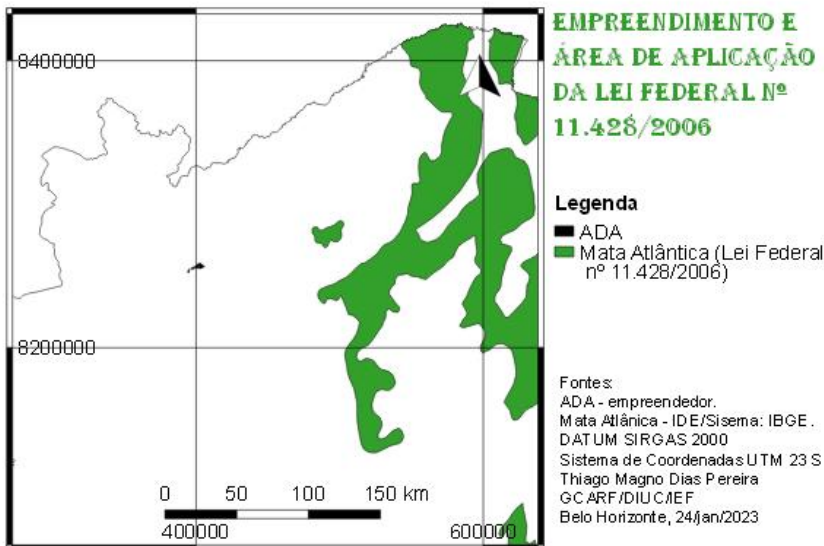 EMPREENDIMENTO E
ÁREA DE APLICAÇÃO
DA LEI FEDERAL Nº
11.428/2006
8400000
Legenda
ADA
Mata Atlântica (Lei Federal
nº 11.428/2006)
8200000
Fontes:
ADA - empreendedor.
Mata Atlânica - IDE/Sisema: IBGE.
DATUM SIRGAS 2000
Sistema de Coordenadas UTM 23 S
Thiago Magno Dias Pereira
GCARF/DIUC/IEF
Belo Horizonte, 24/jan/2023
0 50 100 150 km
400000 600000